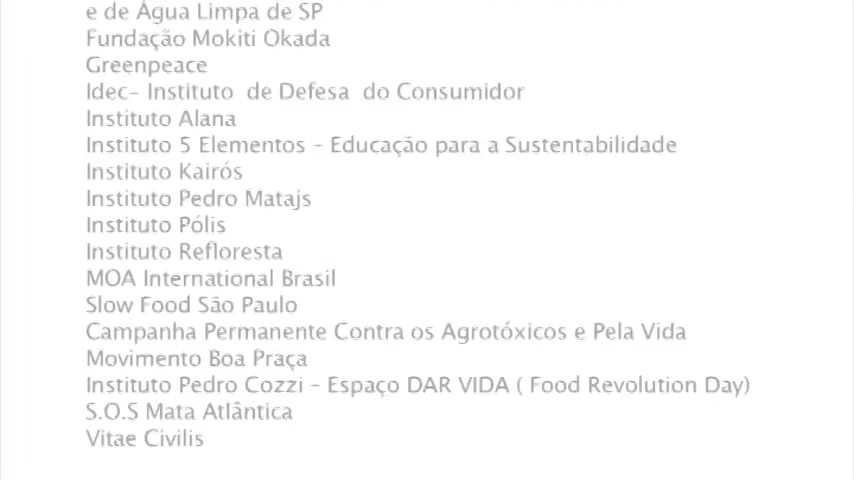 e de Água Limpa de SP
Fundação Mokiti Okada
Greenpeace
Idec- Instituto de Defesa do Consumidor
Instituto Alana
Instituto 5 Elementos - Educação para a Sustentabilidade
Instituto Kairós
Instituto Pedro Matajs
Instituto Pólis
Instituto Refloresta
MOA International Brasil
Slow Food São Paulo
Campanha Permanente Contra os Agrotóxicos e Pela Vida
Movimento Boa Praça
Instituto Pedro Cozzi - Espaço DAR VIDA ( Food Revolution Day)
S.O.S Mata Atlântica
Vitae Civilis